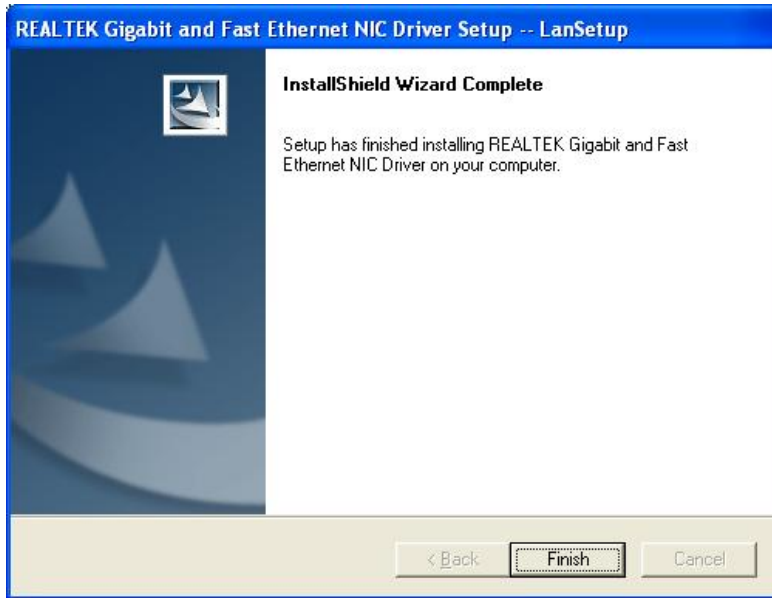 REALTEK Gigabit and Fast Ethernet NIC Driver Setup -- LanSetup
InstallShield Wizard Complete
Setup has finished installing REALTEK Gigabit and Fast
Ethernet NIC Driver on your computer.
< Back
Finish
Cancel